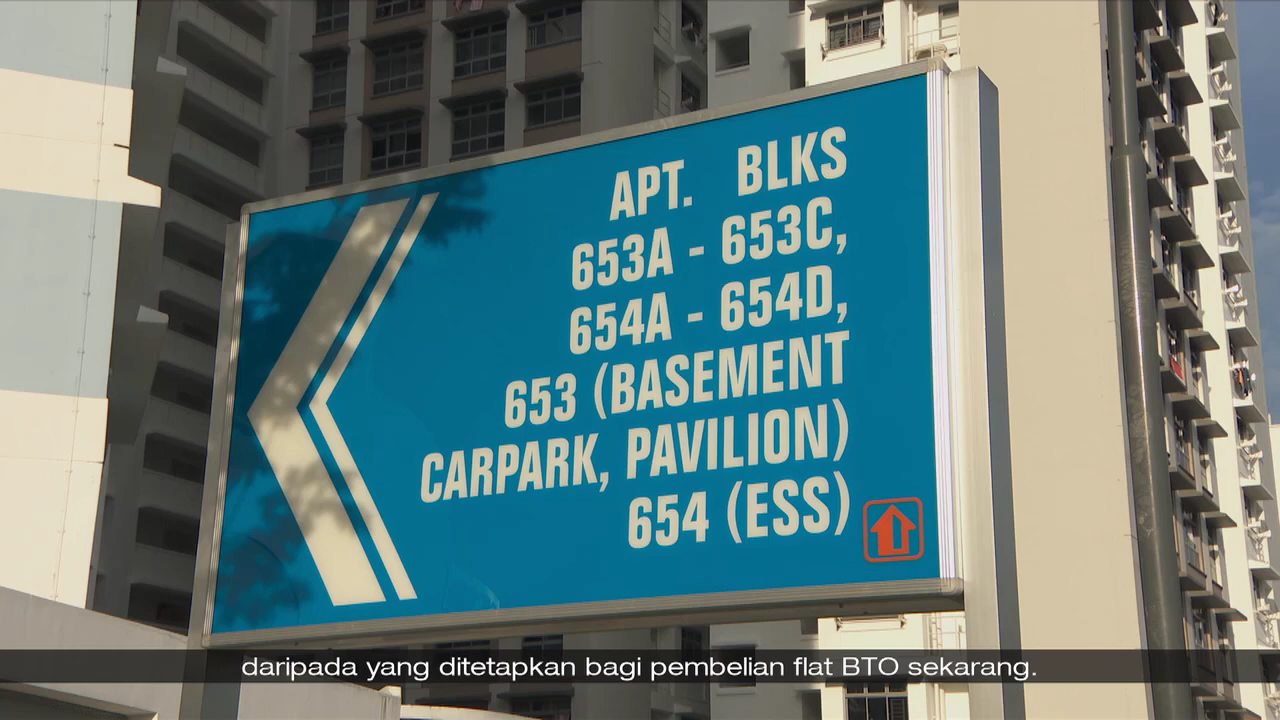 APT. BLKS
653A - 653C,
654A - 654D,
653 (BASEMENT
CARPARK, PAVILION)
654 (ESS)
daripada yang ditetapkan bagi pembelian flat BTO sekarang.